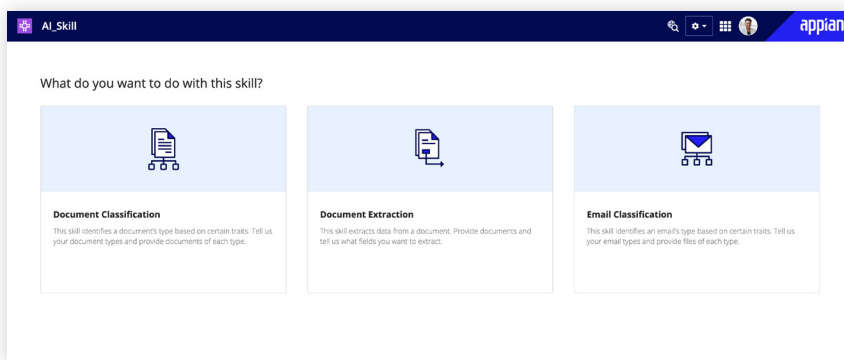 AI_Skill
appian
What do you want to do with this skill?
Document Classification
This skill identifies a document's type based on certain traits. Tell us
your document types and provide documents of each type.
Document Extraction
This skill extracts data from a document. Provide documents and
tell us what fields you want to extract.
Email Classification
This skill identifies an email's type based on certain traits. Tell us
your email types and provide files of each type.